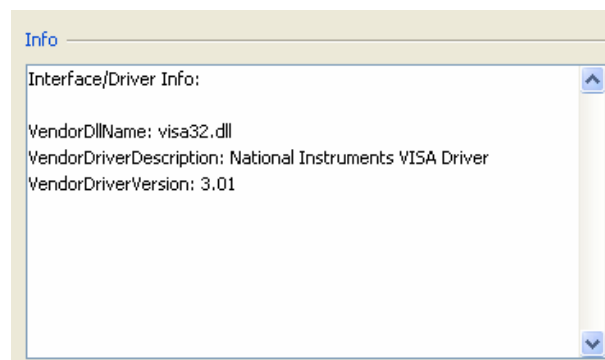 Info
Interface/Driver Info:
VendorDllName: visa32.dll
VendorDriverDescription: National Instruments VISA Driver
VendorDriverVersion: 3.01